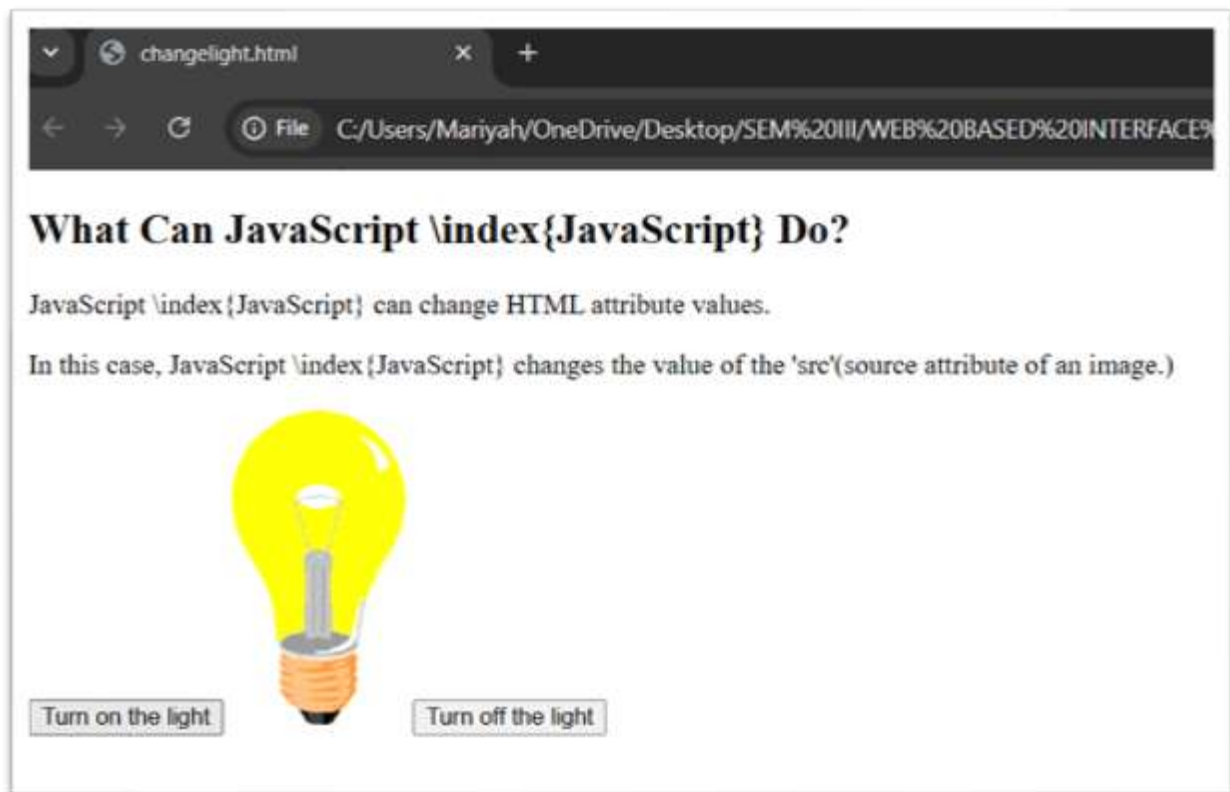 changelight.html
File C:/Users/Mariyah/OneDrive/Desktop/SEM%20III/WEB%20BASED%20INTERFACE%
What Can JavaScript \index{JavaScript} Do?
JavaScript \index{JavaScript} can change HTML attribute values.
In this case, JavaScript \index{JavaScript} changes the value of the 'src'(source attribute of an image.)
Turn on the light Turn off the light